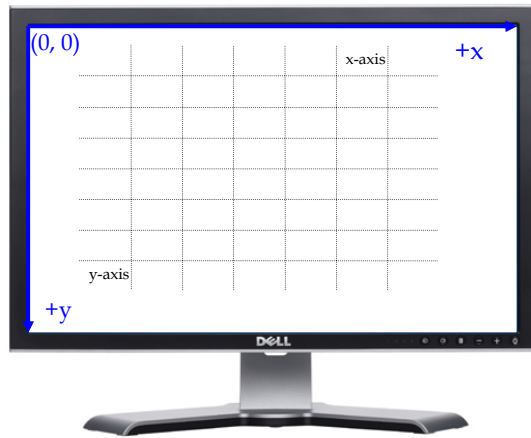 (0, 0)
+x
x-axis
y-axis
+y
DELL